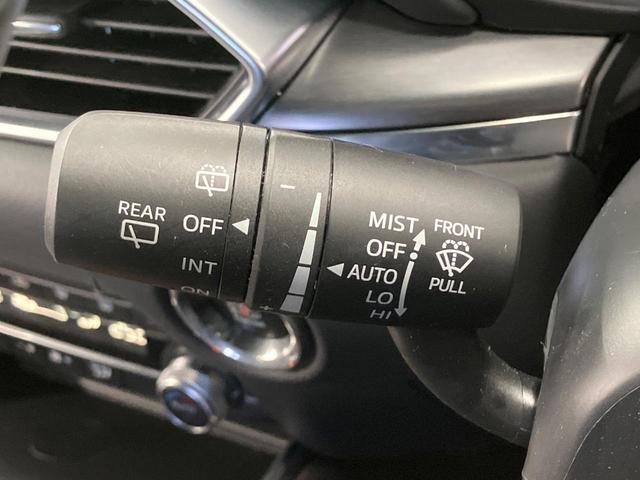 REAR
OFF
INT
ON
−
+
MIST
OFF
AUTO
LO
HI
FRONT
PULL